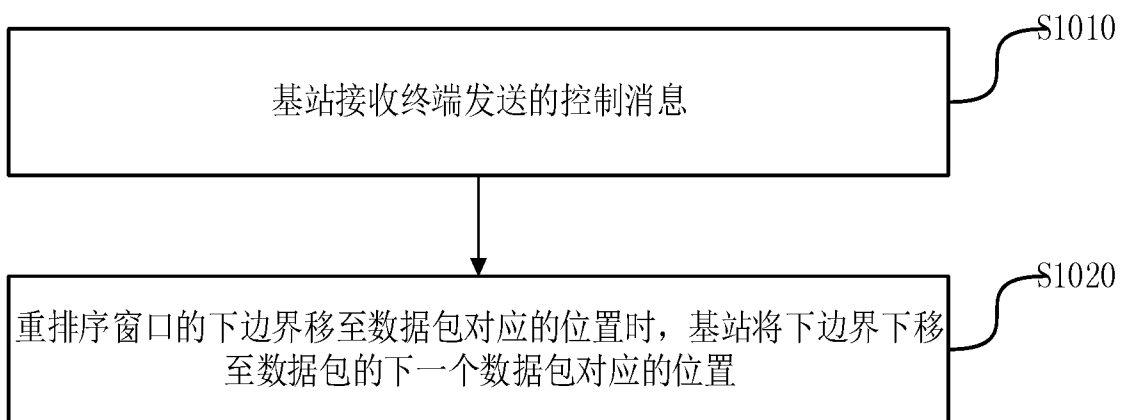 S1010
基站接收终端发送的控制消息
S1020
重排序窗口的下边界移至数据包对应的位置时，基站将下边界下移
至数据包的下一个数据包对应的位置